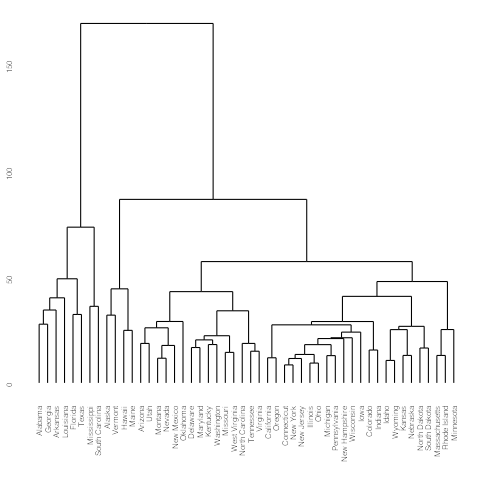 150
100
50
0
Alabama
Georgia
Arkansas
Louisiana
Florida
Texas
Mississippi
South Carolina
Alaska
Vermont
Hawaii
Maine
Arizona
Utah
Montana
Nevada
New Mexico
Oklahoma
Delaware
Maryland
Kentucky
Washington
Missouri
West Virginia
North Carolina
Tennessee
Virginia
California
Oregon
Connecticut
New York
New Jersey
Illinois
Ohio
Michigan
Pennsylvania
New Hampshire
Wisconsin
Iowa
Colorado
Indiana
Idaho
Wyoming
Kansas
Nebraska
North Dakota
South Dakota
Massachusetts
Rhode Island
Minnesota